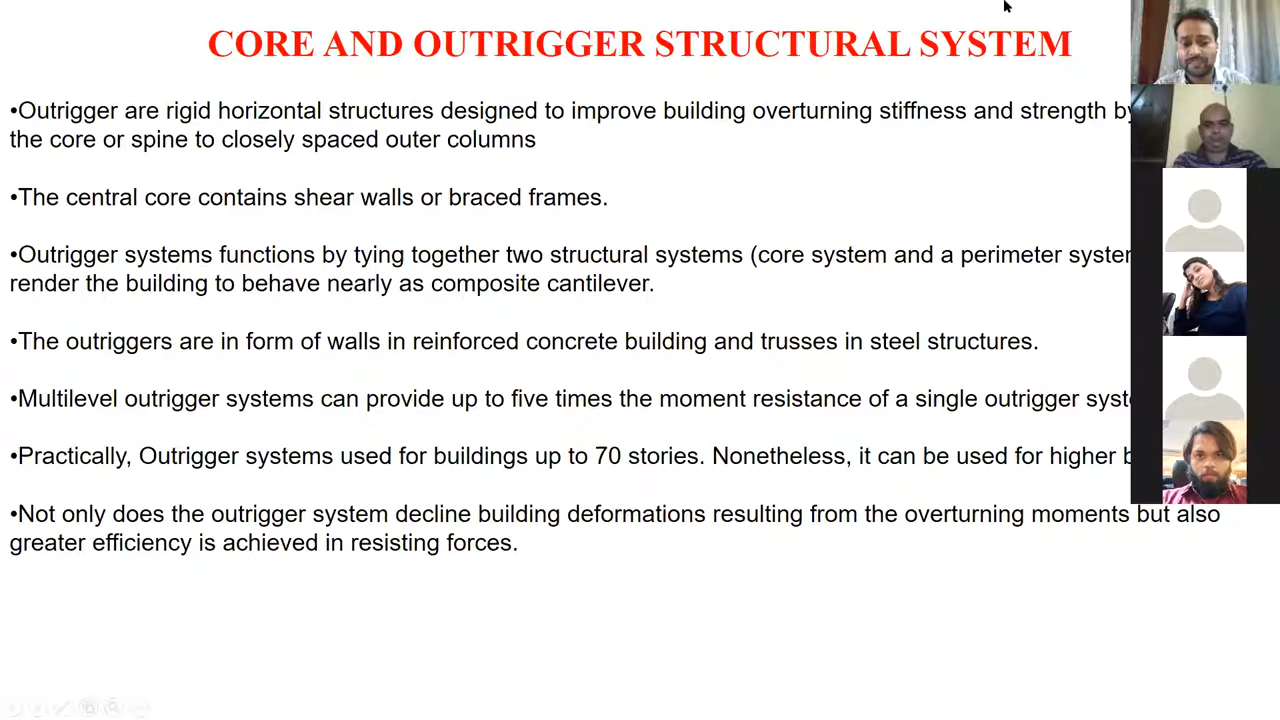 CORE AND OUTRIGGER STRUCTURAL SYSTEM
•Outrigger are rigid horizontal structures designed to improve building overturning stiffness and strength by
the core or spine to closely spaced outer columns
•The central core contains shear walls or braced frames.
•Outrigger systems functions by tying together two structural systems (core system and a perimeter
render the building to behave nearly as composite cantilever.
•The outriggers are in form of walls in reinforced concrete building and trusses in steel structures.
•Multilevel outrigger systems can provide up to five times the moment resistance of a single outrigger
•Practically, Outrigger systems used for buildings up to 70 stories. Nonetheless, it can be used for higher
•Not only does the outrigger system decline building deformations resulting from the overturning moments but also
greater efficiency is achieved in resisting forces.